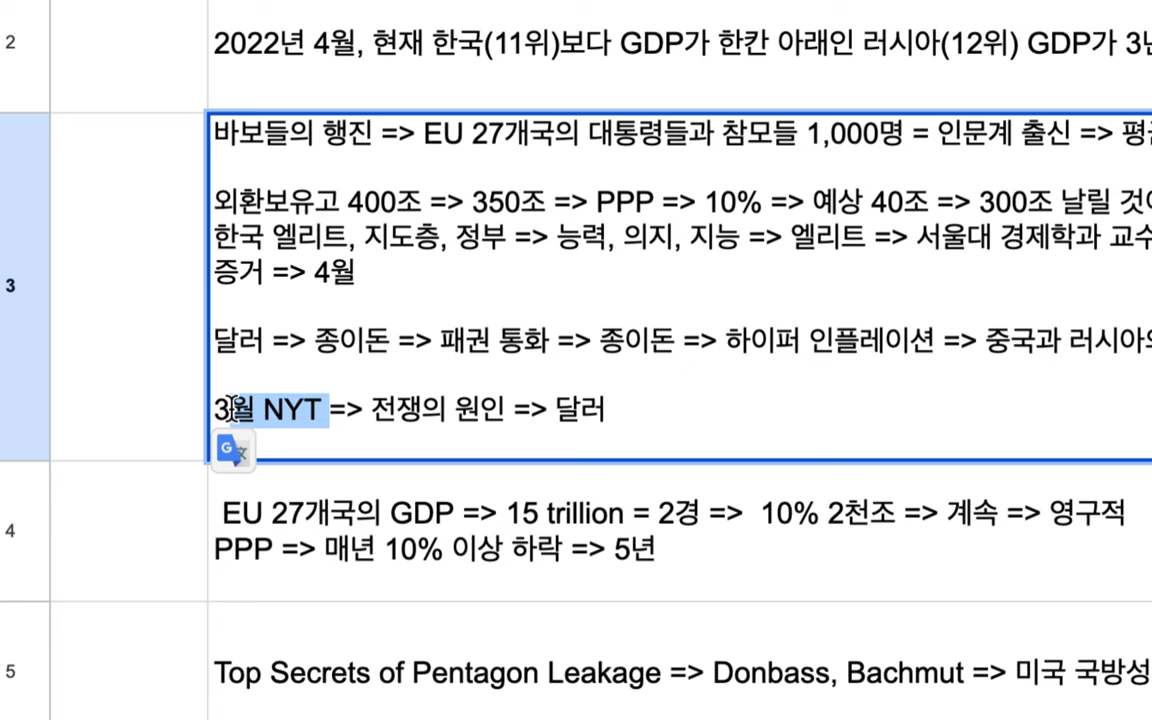 2
2022년 4월, 현재 한국(11위)보다 GDP가 한칸 아래인 러시아(12위) GDP가
3
바보들의 행진 => EU 27개국의 대통령들과 참모들 1,000명 = 인문계 출신 =>
외환보유고 400조 => 350조 => PPP => 10% => 예상 40조 => 300조 날릴
한국 엘리트, 지도층, 정부 => 능력, 의지, 지능 => 엘리트 => 서울대 경제학과 교수
증거 => 4월
달러 => 종이돈 => 패권 통화 => 종이돈 => 하이퍼 인플레이션 => 중국과
3월 NYT => 전쟁의 원인 => 달러
4
EU 27개국의 GDP => 15 trillion = 2경 => 10% 2천조 => 계속 => 영구적
PPP => 매년 10% 이상 하락 => 5년
5
Top Secrets of Pentagon Leakage => Donbass, Bachmut => 미국 국방성